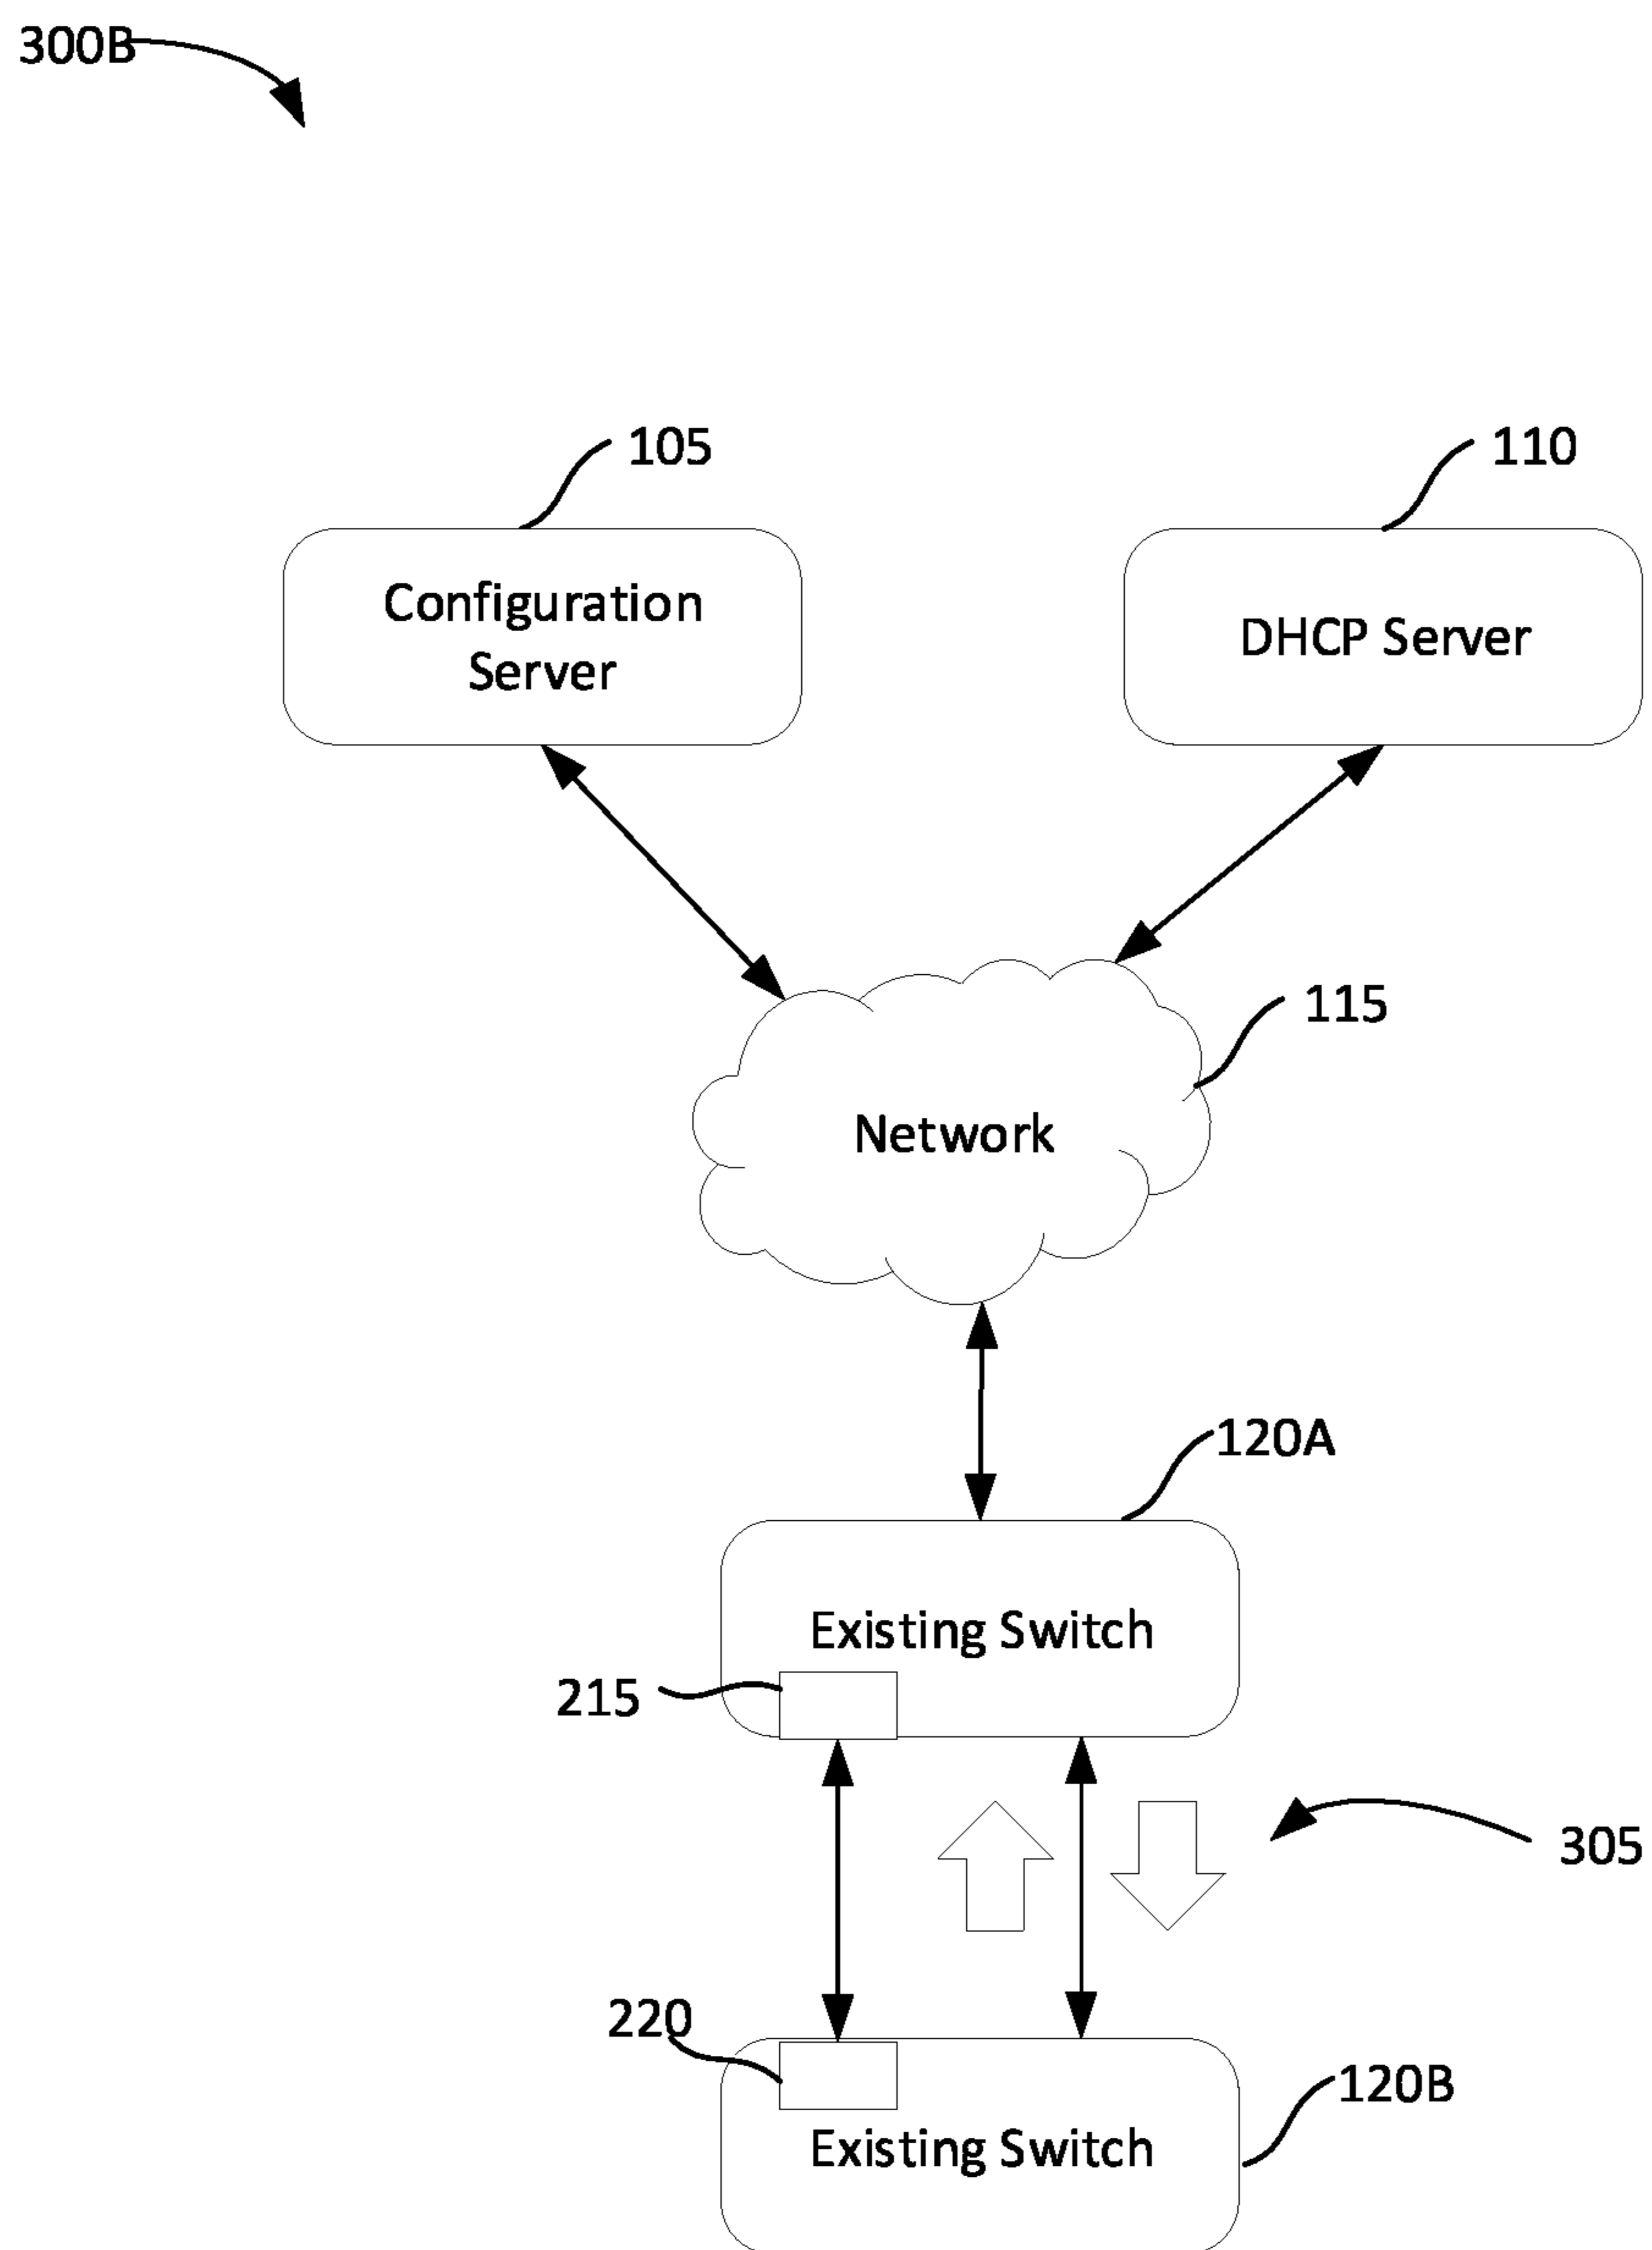 300B
105
110
Configuration
Server
DHCP Server
115
Network
120A
Existing Switch
215
305
220
120B
Existing Switch